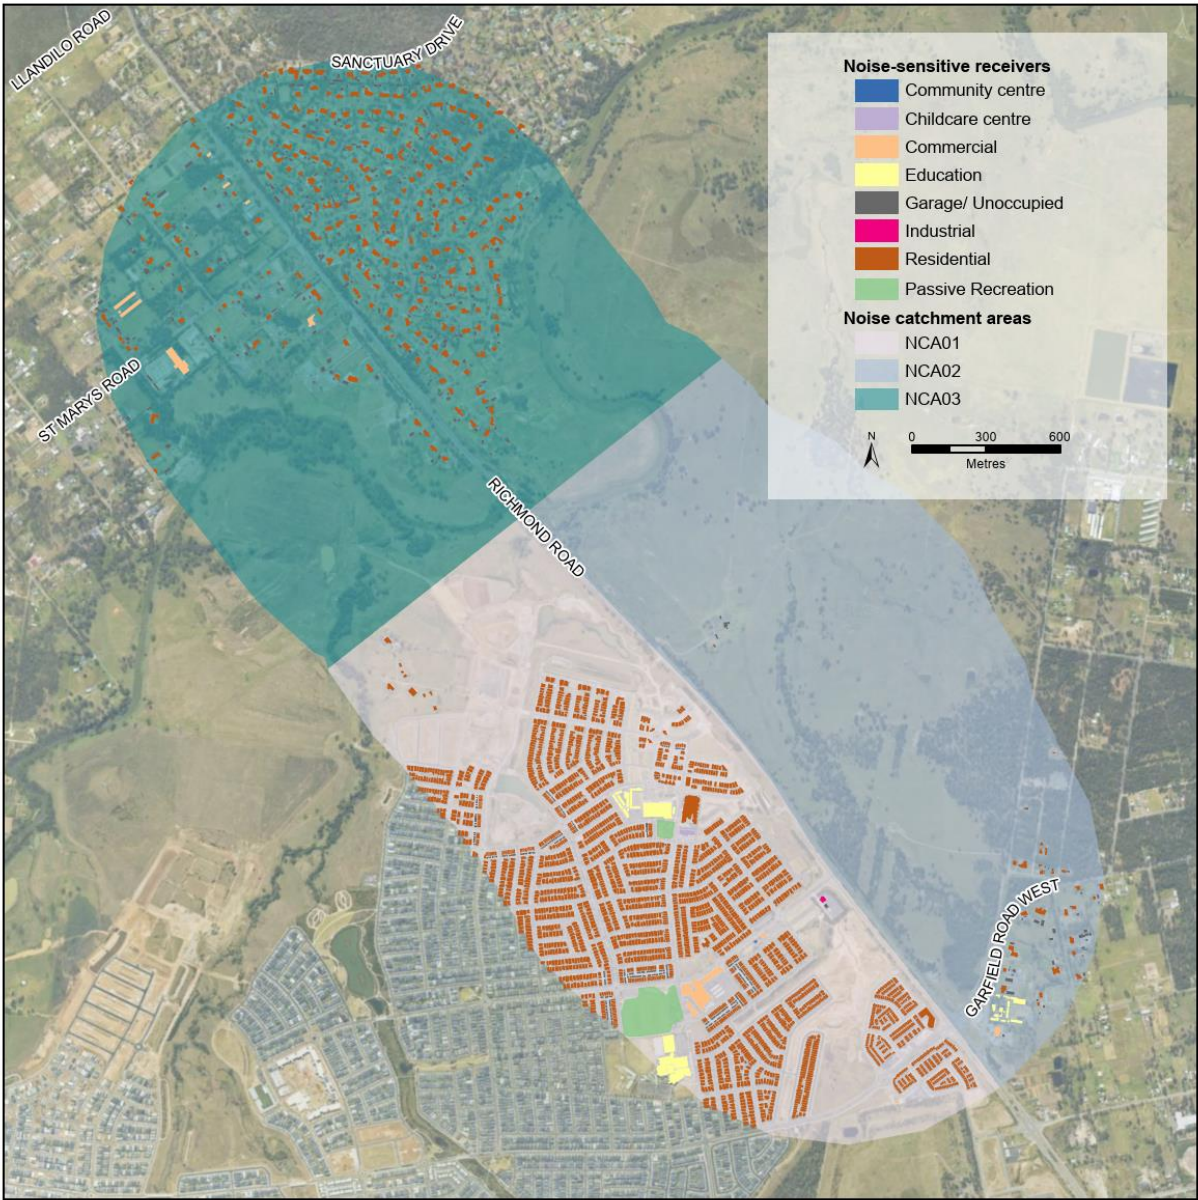 LLANDILO ROAD
SANCTUARY DRIVE
Noise-sensitive receivers
Community centre
Childcare centre
Commercial
Education
Garage/ Unoccupied
Industrial
Residential
Passive Recreation
Noise catchment areas
NCA01
NCA02
NCA03
N
0 300 600
Metres
ST MARYS ROAD
RICHMOND ROAD
GARFIELD ROAD WEST